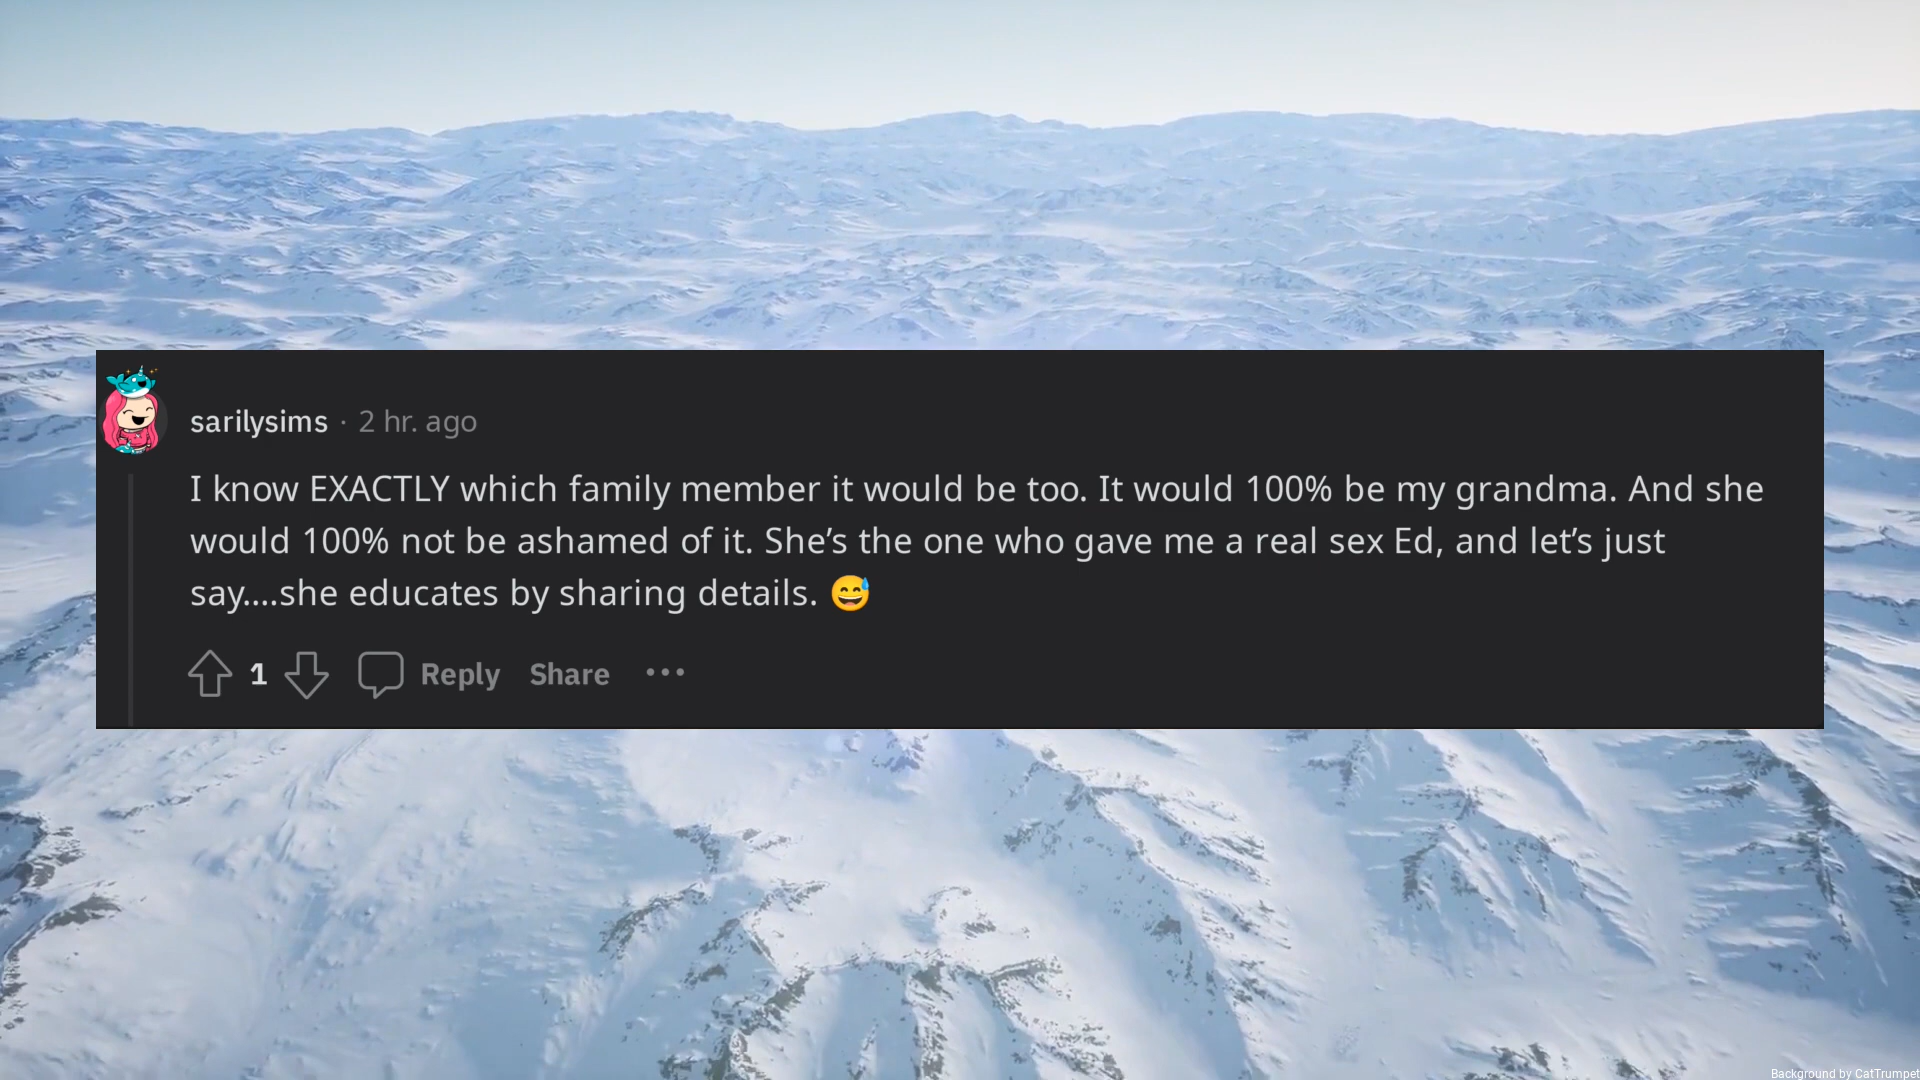 sarilysims · 2 hr. ago
I know EXACTLY which family member it would be too. It would 100% be my grandma. And she
would 100% not be ashamed of it. She’s the one who gave me a real sex Ed, and let’s just
say....she educates by sharing details. 😅
1 Reply Share ···
Background by CatTrumpet